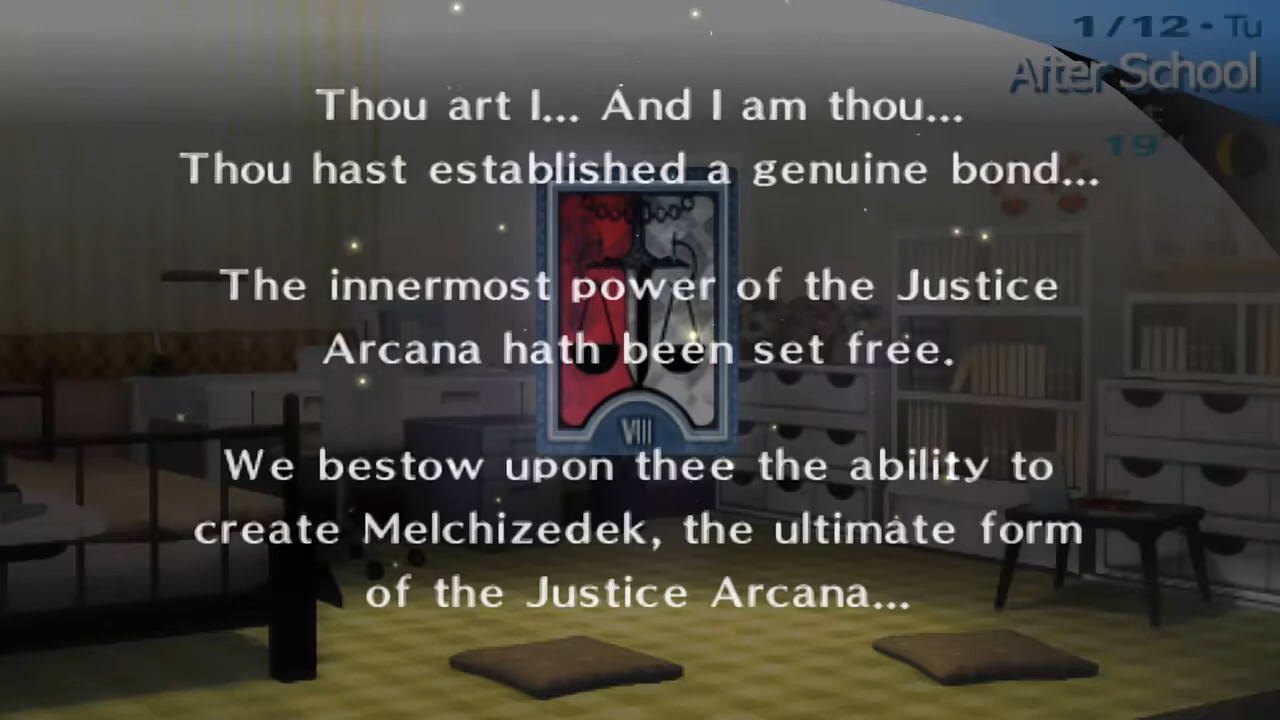 1/12 • Tu
After School
19
Thou art I... And I am thou...
Thou hast established a genuine bond...
The innermost power of the Justice
Arcana hath been set free.
VIII
We bestow upon thee the ability to
create Melchizedek, the ultimate form
of the Justice Arcana...